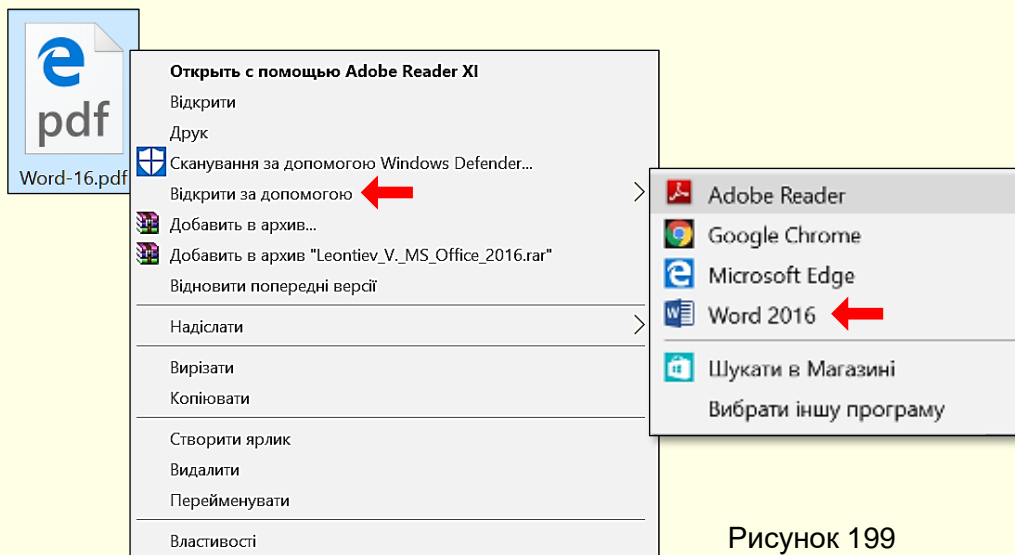 pdf
Word-16.pdf
Открыть с помощью Adobe Reader XI
Відкрити
Друк
Сканування за допомогою Windows Defender...
Відкрити за допомогою
Добавить в архив...
Добавить в архив "Leontiev_V._MS_Office_2016.rar"
Відновити попередні версії
Надіслати
Вирізати
Копіювати
Створити ярлик
Видалити
Перейменувати
Властивості
Adobe Reader
Google Chrome
Microsoft Edge
Word 2016
Шукати в Магазині
Вибрати іншу програму
Рисунок 199